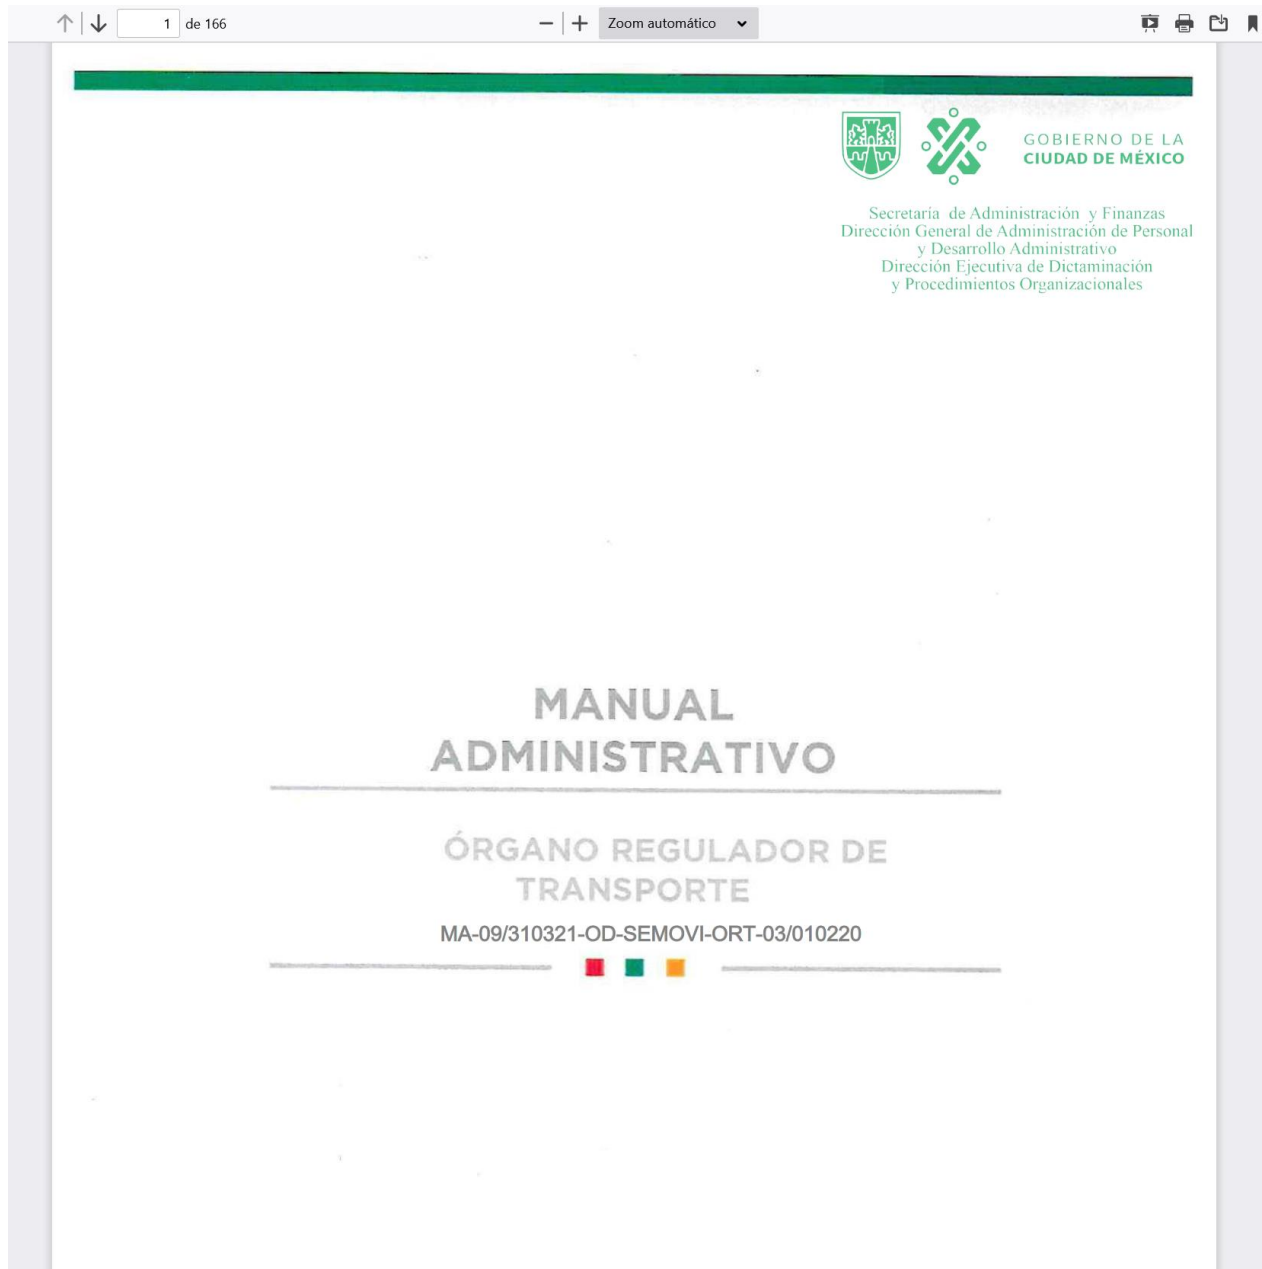 1 de 166 Zoom automático
GOBIERNO DE LA
CIUDAD DE MÉXICO
Secretaría de Administración y Finanzas
Dirección General de Administración de Personal
y Desarrollo Administrativo
Dirección Ejecutiva de Dictaminación
y Procedimientos Organizacionales
MANUAL
ADMINISTRATIVO
ÓRGANO REGULADOR DE
TRANSPORTE
MA-09/310321-OD-SEMOVI-ORT-03/010220